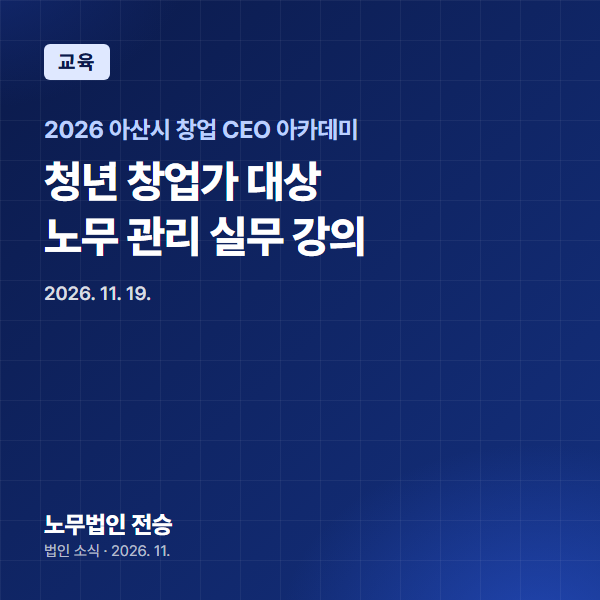 교육
2026 아산시 창업 CEO 아카데미
청년 창업가 대상
노무 관리 실무 강의
2026. 11. 19.
노무법인 전승
법인 소식 · 2026. 11.